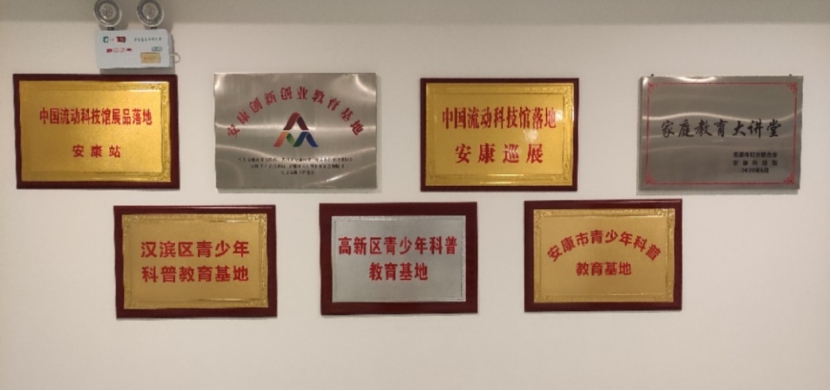 中国流动科技馆展品落地
安康站
安康创新创业教育基地
中国流动科技馆落地
安康巡展
家庭教育大讲堂
汉滨区青少年
科普教育基地
高新区青少年科普
教育基地
安康市青少年科普
教育基地